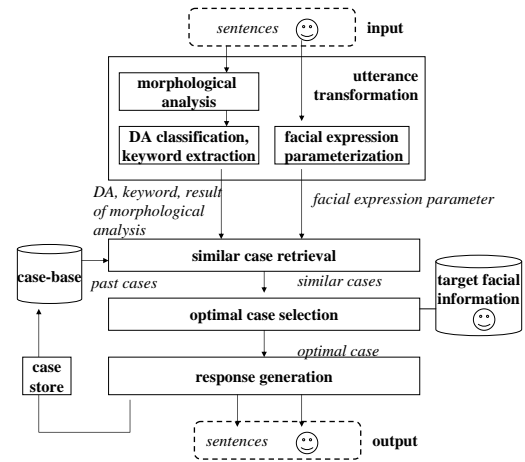 sentences
input
utterance
transformation
morphological
analysis
DA classification,
keyword extraction
facial expression
parameterization
DA, keyword, result
of morphological
analysis
facial expression parameter
similar case retrieval
case-base
past cases
similar cases
target facial
information
optimal case selection
optimal case
case
store
response generation
sentences
output